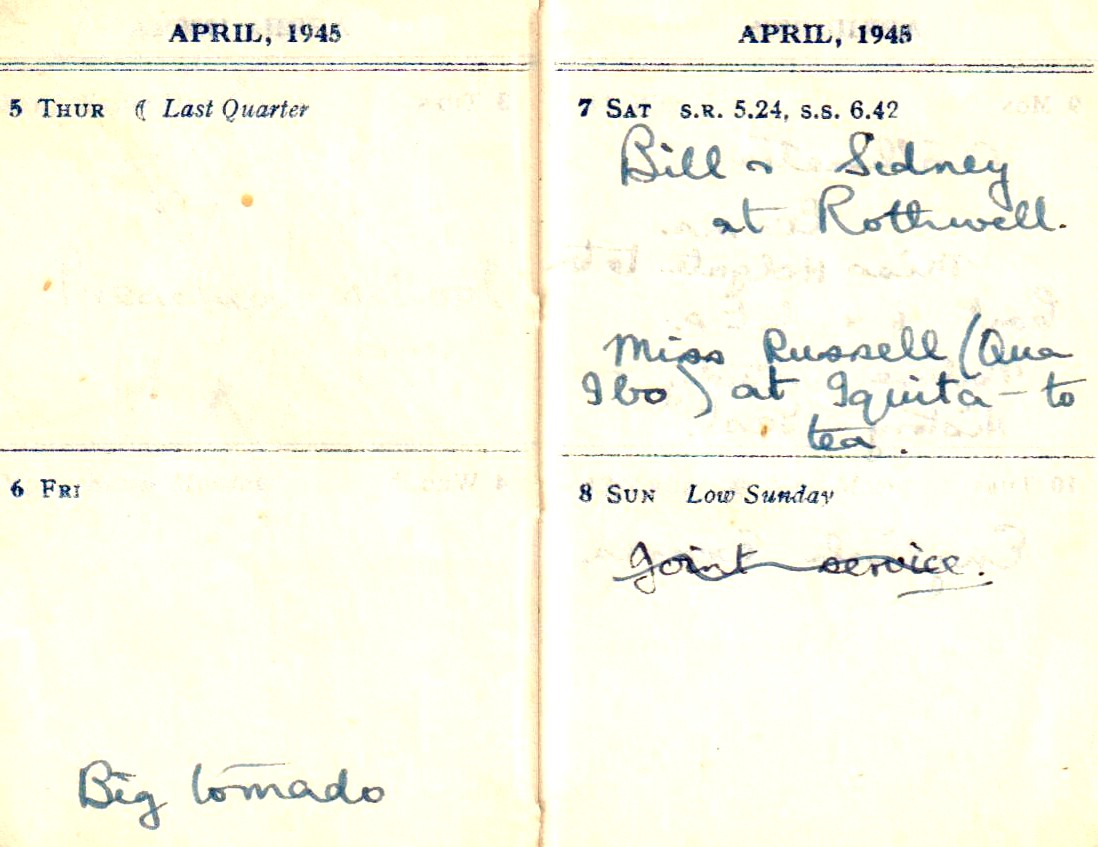 APRIL, 1945
5 THUR ☾ Last Quarter
6 FRI
Big tornado
APRIL, 1945
7 SAT S.R. 5.24, S.S. 6.42
Bill & Sidney
at Rothwell.
Miss Russell (Qua
Ibo) at Iquita – to
tea.
8 SUN Low Sunday
Joint service.